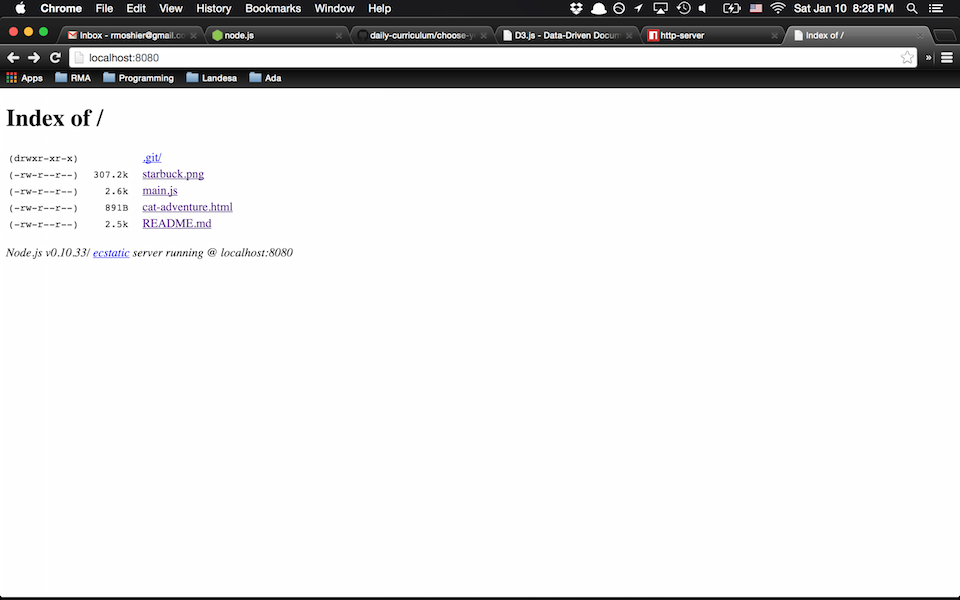 Chrome File Edit View History Bookmarks Window Help Sat Jan 10 8:28 PM
Inbox - rmoshier@gmail.co node.js daily-curriculum/choose-y D3.js - Data-Driven Docum http-server Index of /
localhost:8080 »
Apps RMA Programming Landesa Ada
Index of /
(drwxr-xr-x) .git/
(-rw-r--r--) 307.2k starbuck.png
(-rw-r--r--) 2.6k main.js
(-rw-r--r--) 891B cat-adventure.html
(-rw-r--r--) 2.5k README.md
Node.js v0.10.33/ ecstatic server running @ localhost:8080